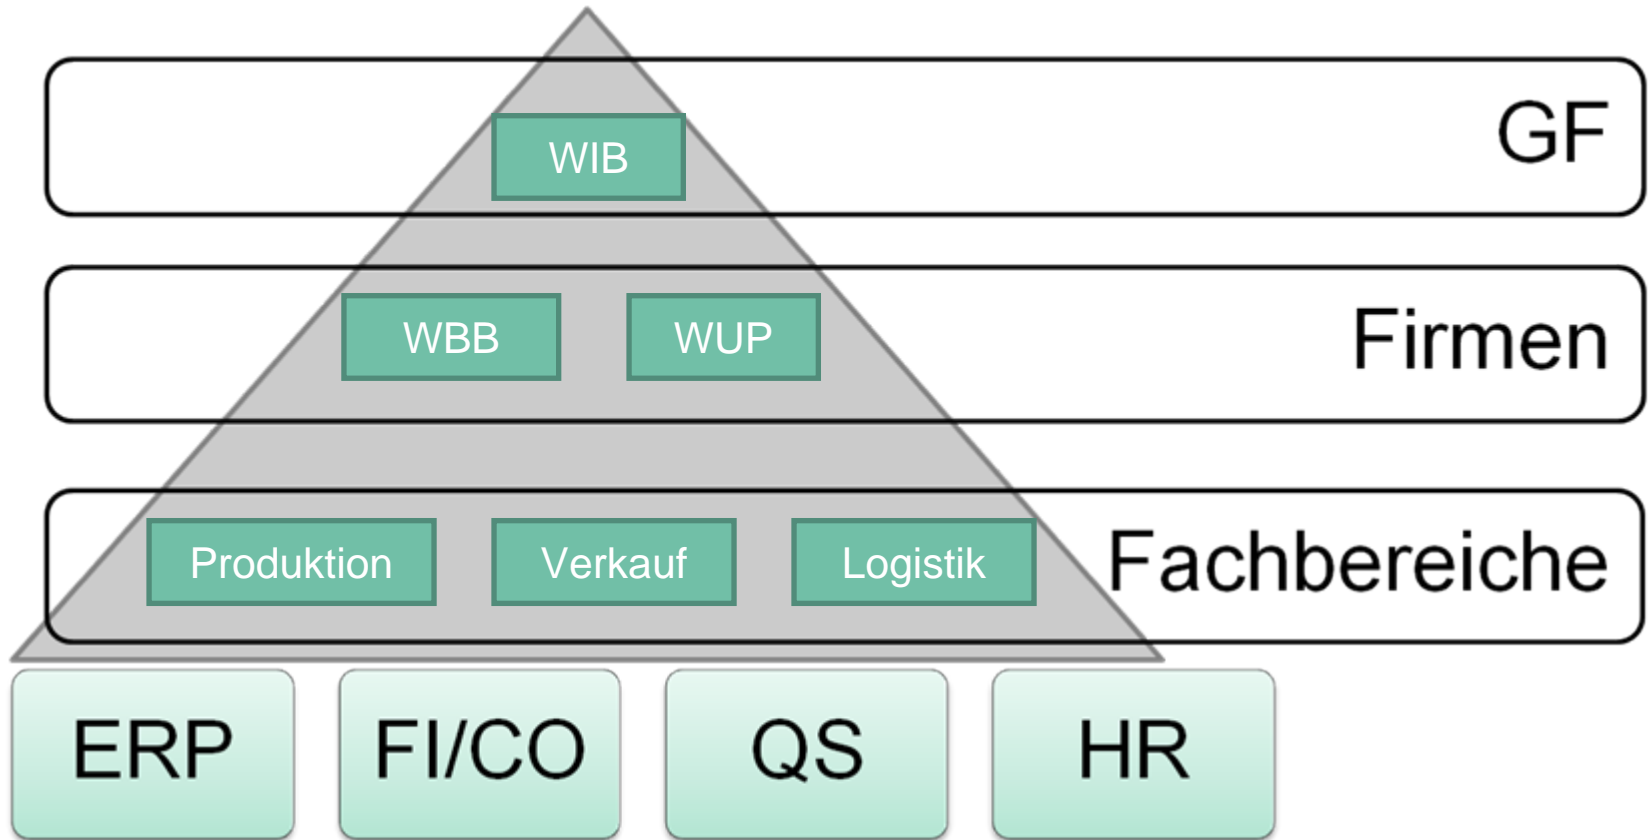 WIB
GF
WBB
WUP
Firmen
Produktion
Verkauf
Logistik
Fachbereiche
ERP
FI/CO
QS
HR